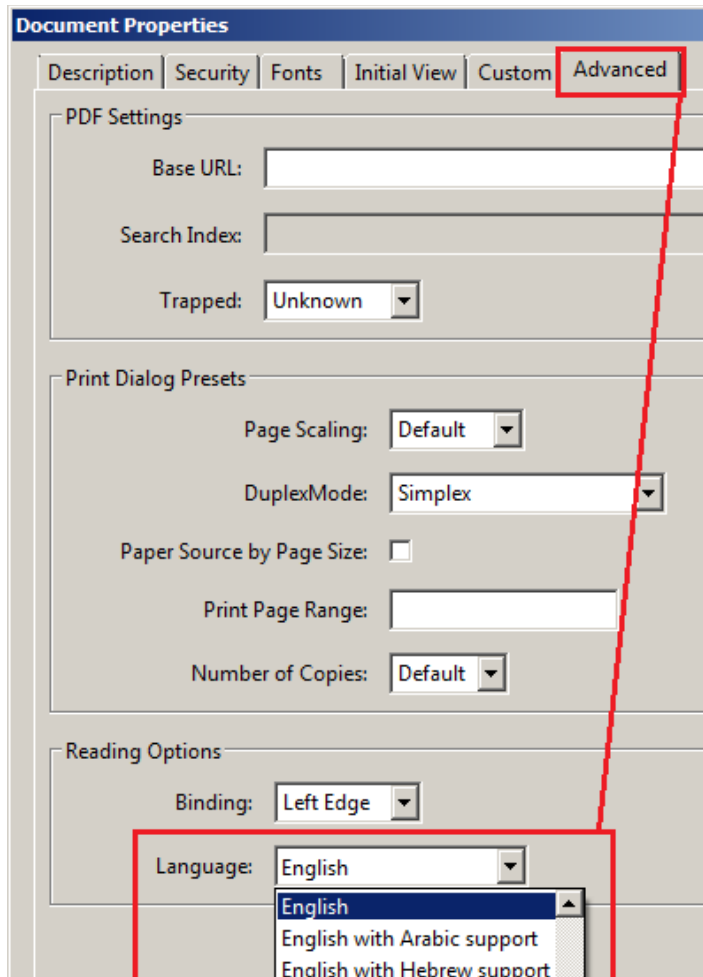 Document Properties
Description Security Fonts Initial View Custom Advanced
PDF Settings
Base URL:
Search Index:
Trapped: Unknown
Print Dialog Presets
Page Scaling: Default
DuplexMode: Simplex
Paper Source by Page Size:
Print Page Range:
Number of Copies: Default
Reading Options
Binding: Left Edge
Language: English
English
English with Arabic support
English with Hebrew support